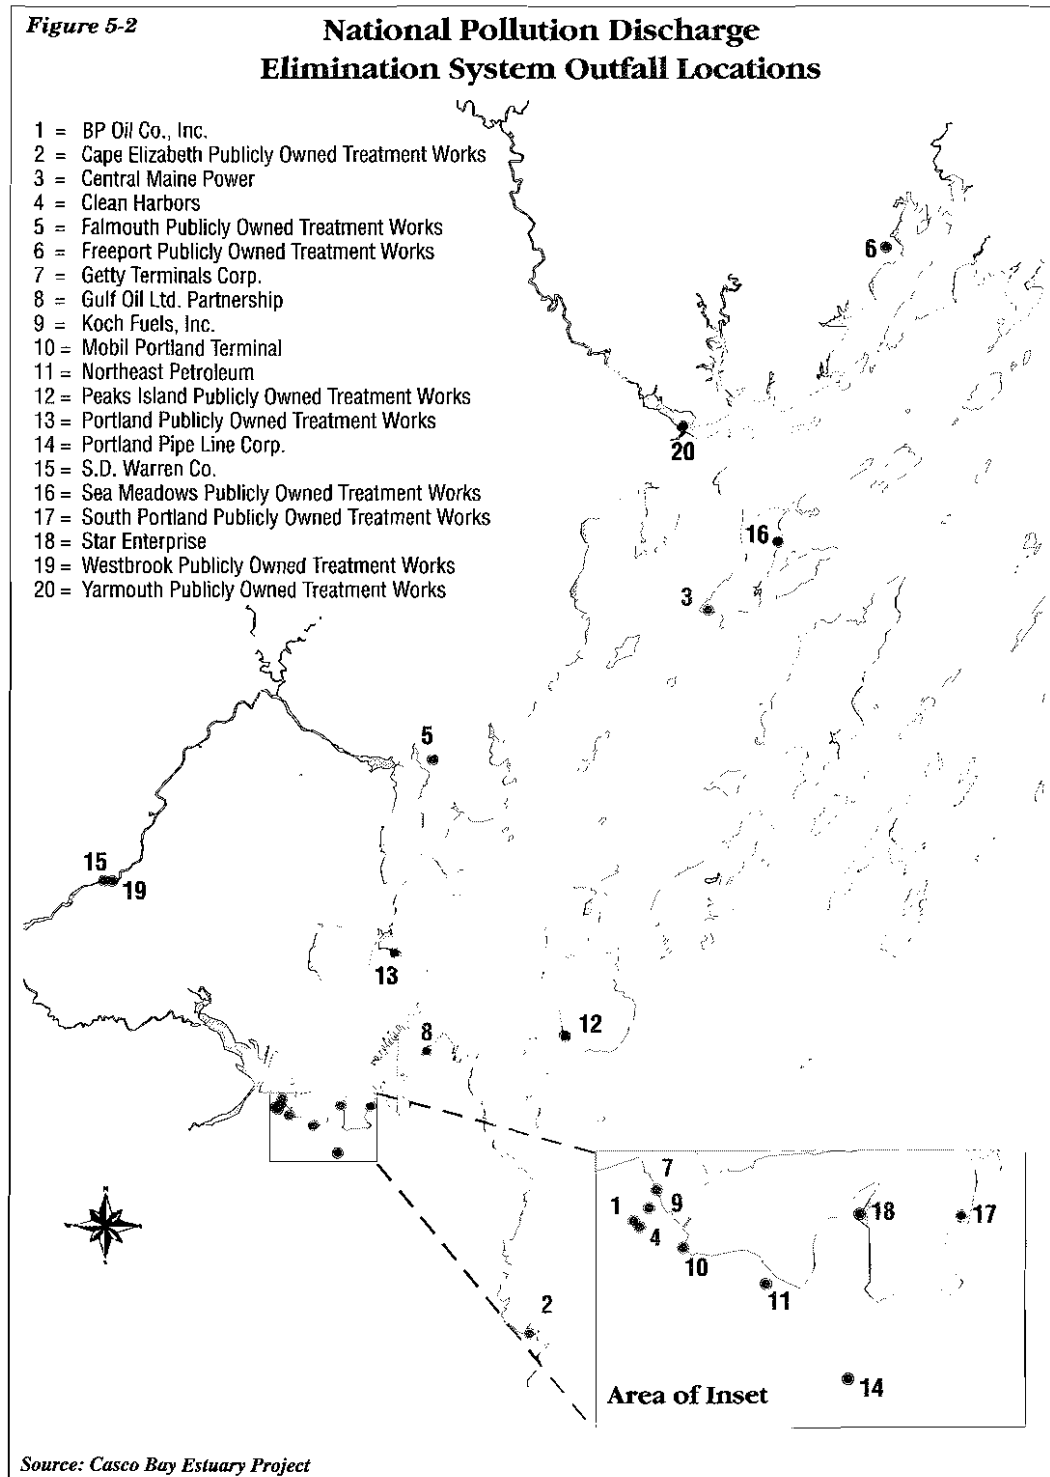 Figure 5-2
National Pollution Discharge
Elimination System Outfall Locations
1 = BP Oil Co., Inc.
2 = Cape Elizabeth Publicly Owned Treatment Works
3 = Central Maine Power
4 = Clean Harbors
5 = Falmouth Publicly Owned Treatment Works
6 = Freeport Publicly Owned Treatment Works
7 = Getty Terminals Corp.
8 = Gulf Oil Ltd. Partnership
9 = Koch Fuels, Inc.
10 = Mobil Portland Terminal
11 = Northeast Petroleum
12 = Peaks Island Publicly Owned Treatment Works
13 = Portland Publicly Owned Treatment Works
14 = Portland Pipe Line Corp.
15 = S.D. Warren Co.
16 = Sea Meadows Publicly Owned Treatment Works
17 = South Portland Publicly Owned Treatment Works
18 = Star Enterprise
19 = Westbrook Publicly Owned Treatment Works
20 = Yarmouth Publicly Owned Treatment Works
6
20
16
3
5
15
19
13
12
8
7
1
9
18
17
4
10
11
2
14
Area of Inset
Source: Casco Bay Estuary Project